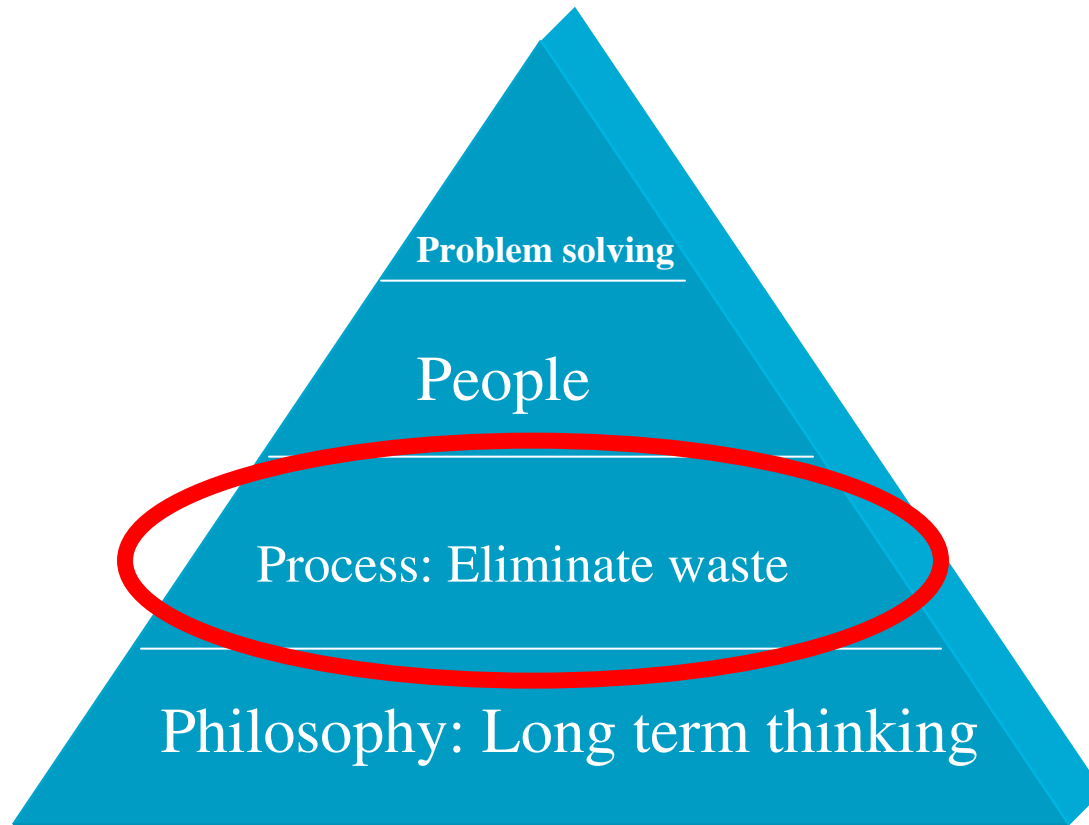 Problem solving
People
Process: Eliminate waste
Philosophy: Long term thinking